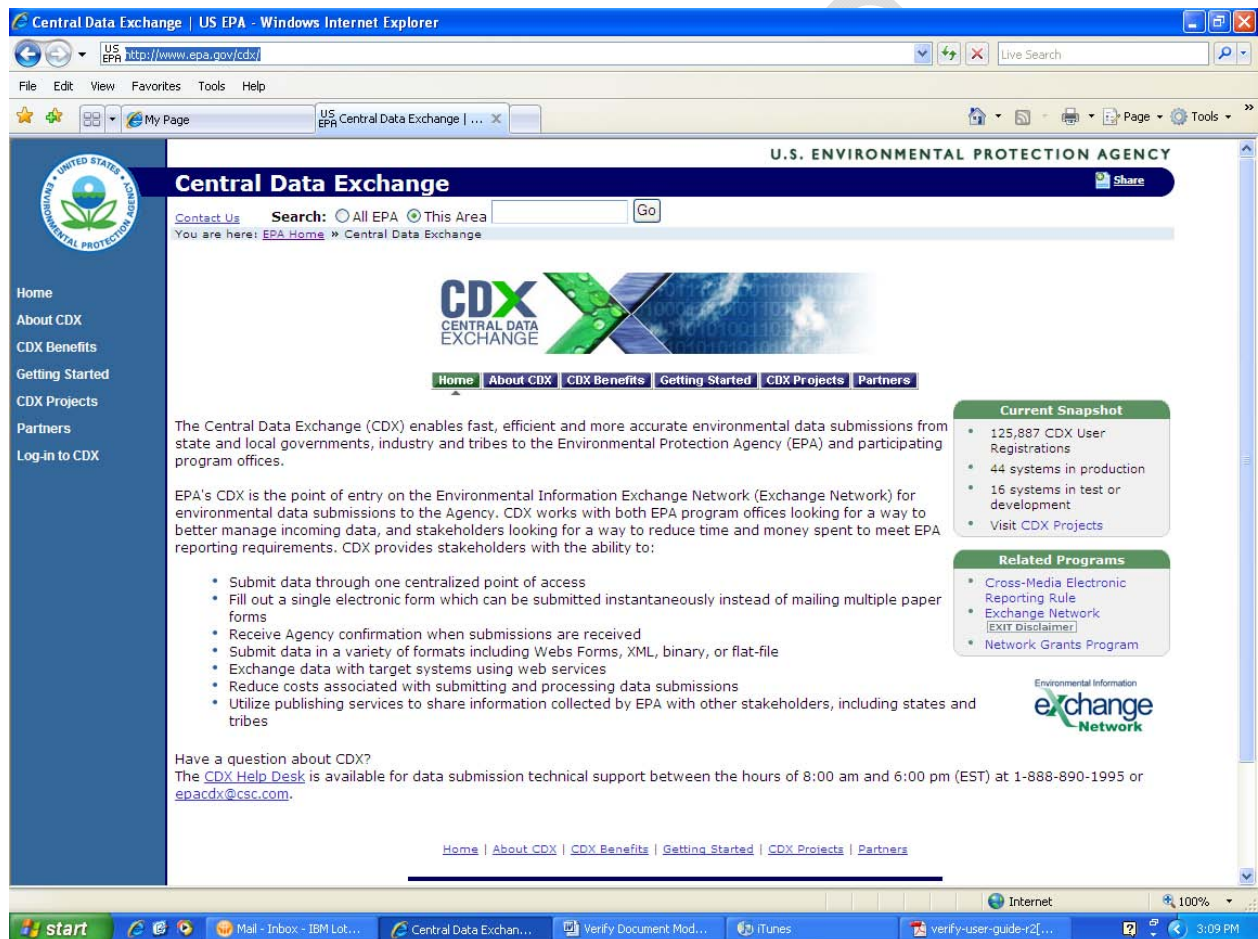 Central Data Exchange | US EPA - Windows Internet Explorer
US EPA http://www.epa.gov/cdx/
Live Search
File Edit View Favorites Tools Help
My Page
US EPA Central Data Exchange | ...
Page Tools »
U.S. ENVIRONMENTAL PROTECTION AGENCY
UNITED STATES
ENVIRONMENTAL PROTECTION AGENCY
Central Data Exchange
Share
Contact Us Search: All EPA This Area Go
You are here: EPA Home » Central Data Exchange
Home
About CDX
CDX Benefits
Getting Started
CDX Projects
Partners
Log-in to CDX
CDX
CENTRAL DATA
EXCHANGE
Home About CDX CDX Benefits Getting Started CDX Projects Partners
The Central Data Exchange (CDX) enables fast, efficient and more accurate environmental data submissions from
state and local governments, industry and tribes to the Environmental Protection Agency (EPA) and participating
program offices.
EPA's CDX is the point of entry on the Environmental Information Exchange Network (Exchange Network) for
environmental data submissions to the Agency. CDX works with both EPA program offices looking for a way to
better manage incoming data, and stakeholders looking for a way to reduce time and money spent to meet EPA
reporting requirements. CDX provides stakeholders with the ability to:
• Submit data through one centralized point of access
• Fill out a single electronic form which can be submitted instantaneously instead of mailing multiple paper
forms
• Receive Agency confirmation when submissions are received
• Submit data in a variety of formats including Webs Forms, XML, binary, or flat-file
• Exchange data with target systems using web services
• Reduce costs associated with submitting and processing data submissions
• Utilize publishing services to share information collected by EPA with other stakeholders, including states and
tribes
Current Snapshot
• 125,887 CDX User
Registrations
• 44 systems in production
• 16 systems in test or
development
• Visit CDX Projects
Related Programs
• Cross-Media Electronic
Reporting Rule
• Exchange Network
EXIT Disclaimer
• Network Grants Program
Environmental Information
eXchange
Network
Have a question about CDX?
The CDX Help Desk is available for data submission technical support between the hours of 8:00 am and 6:00 pm (EST) at 1-888-890-1995 or
epacdx@csc.com.
Home | About CDX | CDX Benefits | Getting Started | CDX Projects | Partners
Internet 100%
start Mail - Inbox - IBM Lot... Central Data Exchan... Verify Document Mod... iTunes verify-user-guide-r2[... 3:09 PM